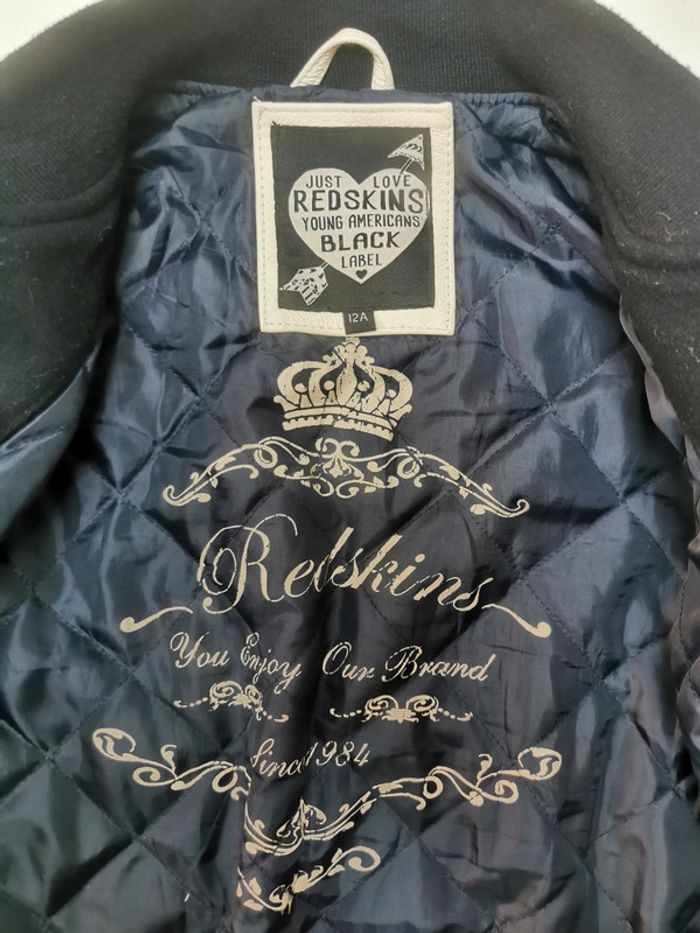 JUST LOVE
REDSKINS
YOUNG AMERICANS
BLACK
LABEL
12A
Redskins
You Enjoy Our Brand
Since 1984